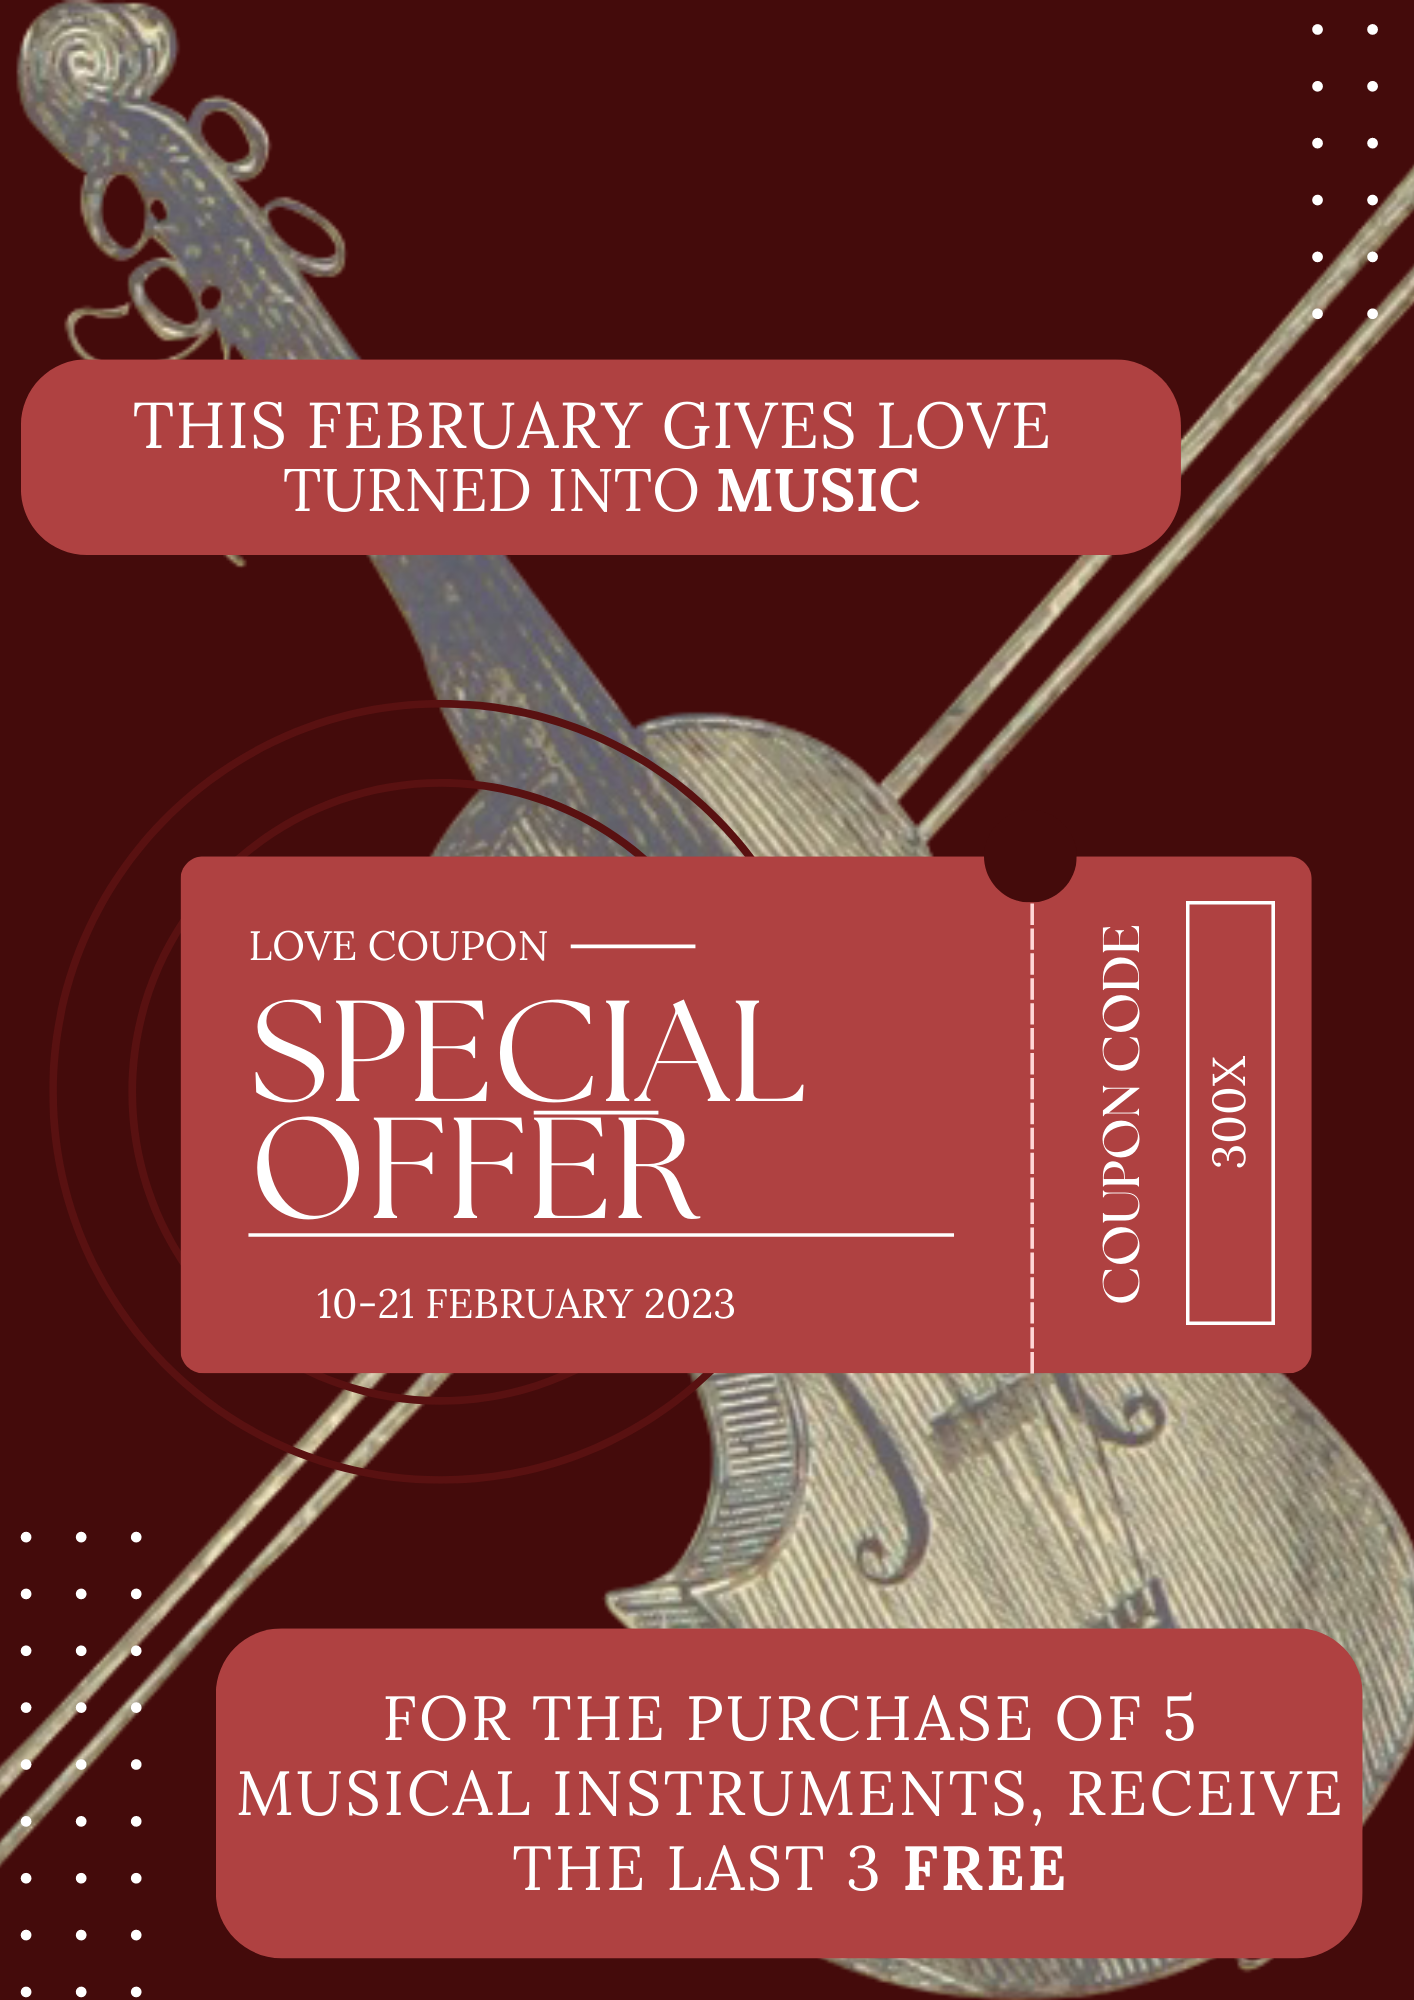 THIS FEBRUARY GIVES LOVE
TURNED INTO MUSIC
LOVE COUPON
SPECIAL
OFFER
10-21 FEBRUARY 2023
COUPON CODE
300X
FOR THE PURCHASE OF 5
MUSICAL INSTRUMENTS, RECEIVE
THE LAST 3 FREE